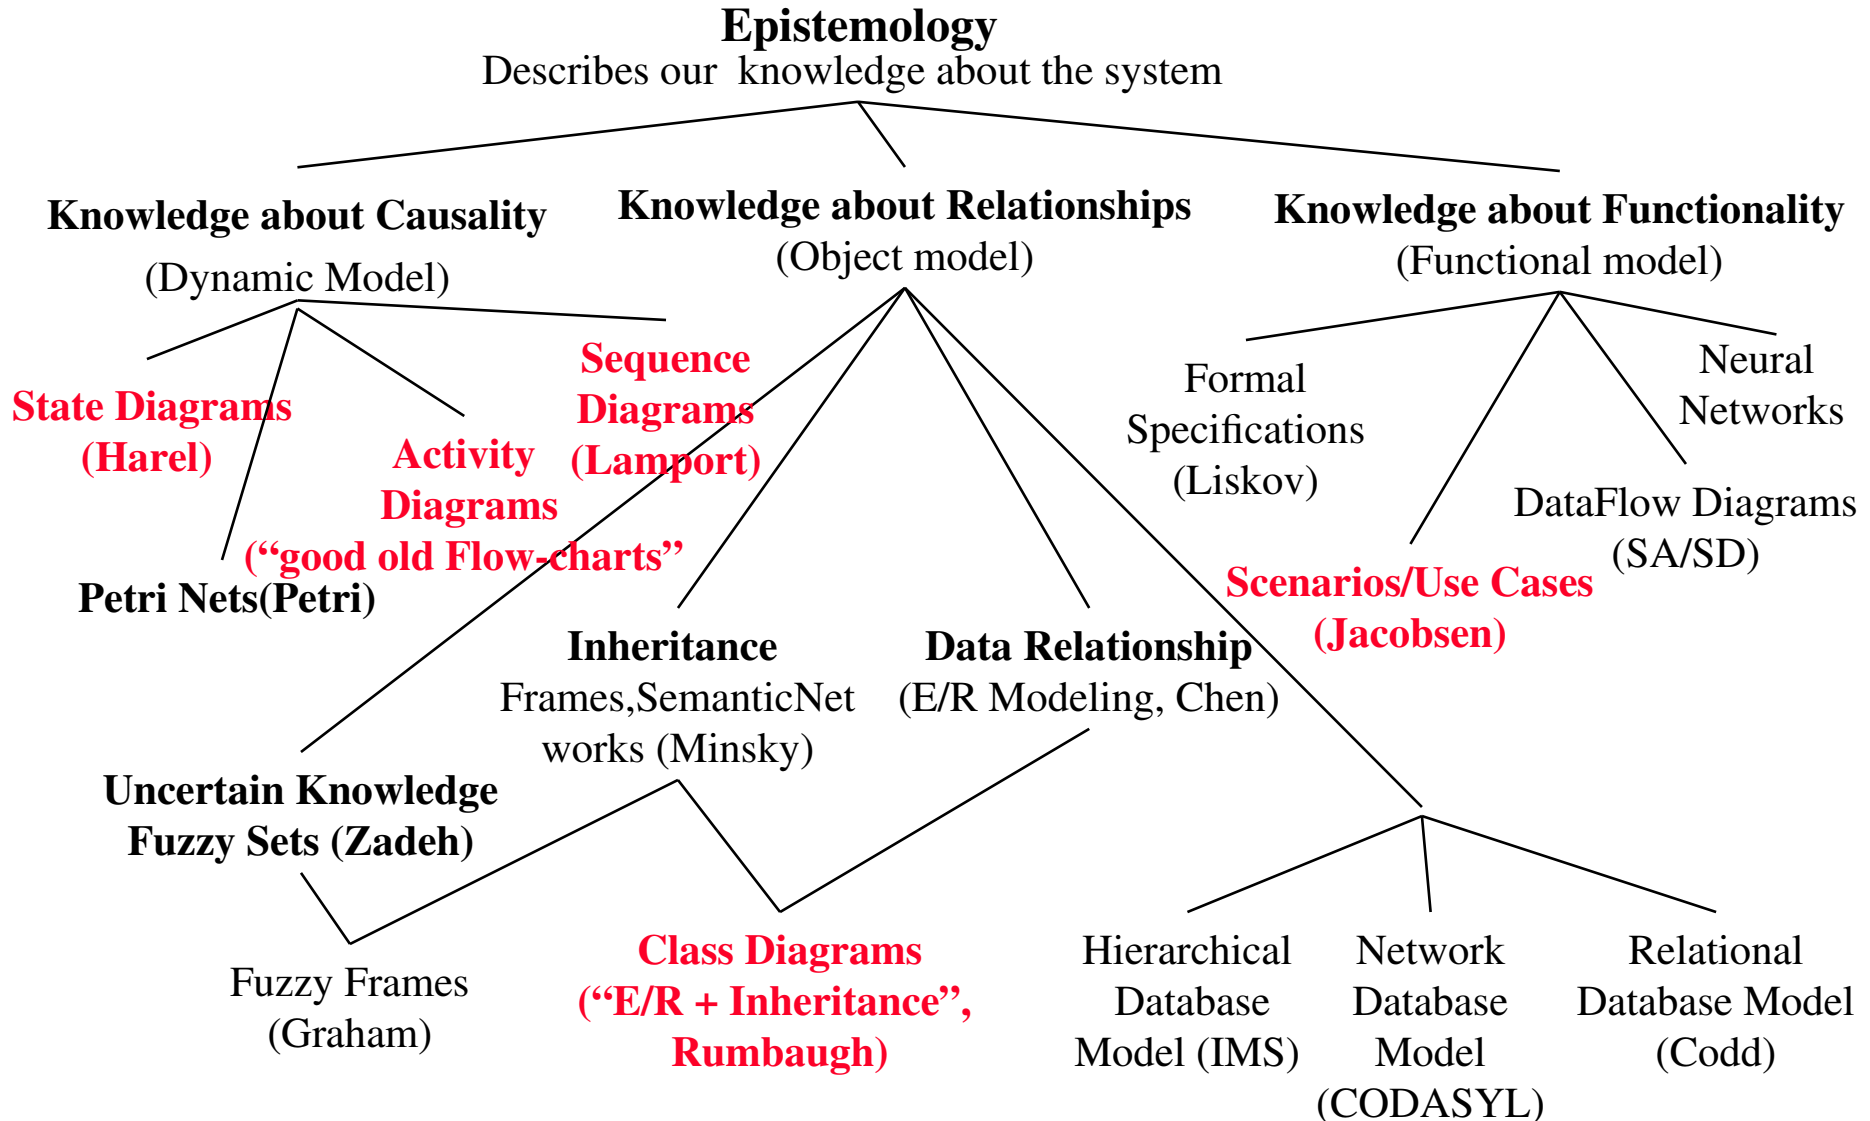 Epistemology
Describes our knowledge about the system
Knowledge about Causality
(Dynamic Model)
Knowledge about Relationships
(Object model)
Knowledge about Functionality
(Functional model)
State Diagrams
(Harel)
Petri Nets(Petri)
Activity
Diagrams
(“good old Flow-charts”
Sequence
Diagrams
(Lamport)
Formal
Specifications
(Liskov)
Scenarios/Use Cases
(Jacobsen)
DataFlow Diagrams
(SA/SD)
Neural
Networks
Uncertain Knowledge
Fuzzy Sets (Zadeh)
Inheritance
Frames,SemanticNet
works (Minsky)
Data Relationship
(E/R Modeling, Chen)
Fuzzy Frames
(Graham)
Class Diagrams
(“E/R + Inheritance”,
Rumbaugh)
Hierarchical
Database
Model (IMS)
Network
Database
Model
(CODASYL)
Relational
Database Model
(Codd)